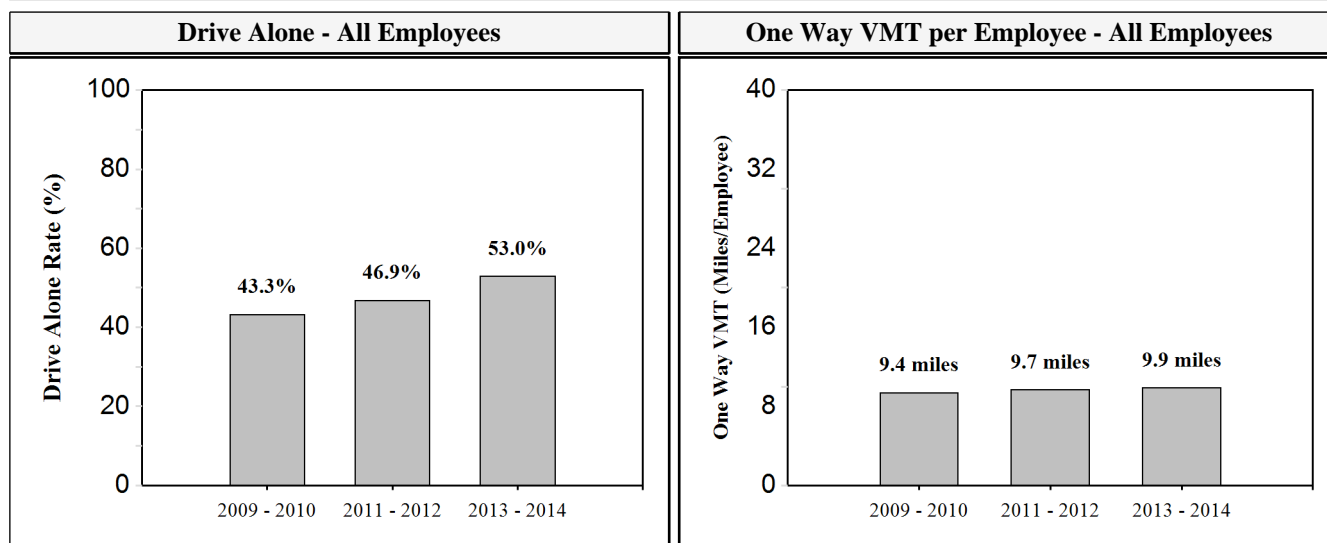 Drive Alone - All Employees
Drive Alone Rate (%)
100
80
60
40
20
0
43.3%
46.9%
53.0%
2009 - 2010
2011 - 2012
2013 - 2014
One Way VMT per Employee - All Employees
One Way VMT (Miles/Employee)
40
32
24
16
8
0
9.4 miles
9.7 miles
9.9 miles
2009 - 2010
2011 - 2012
2013 - 2014